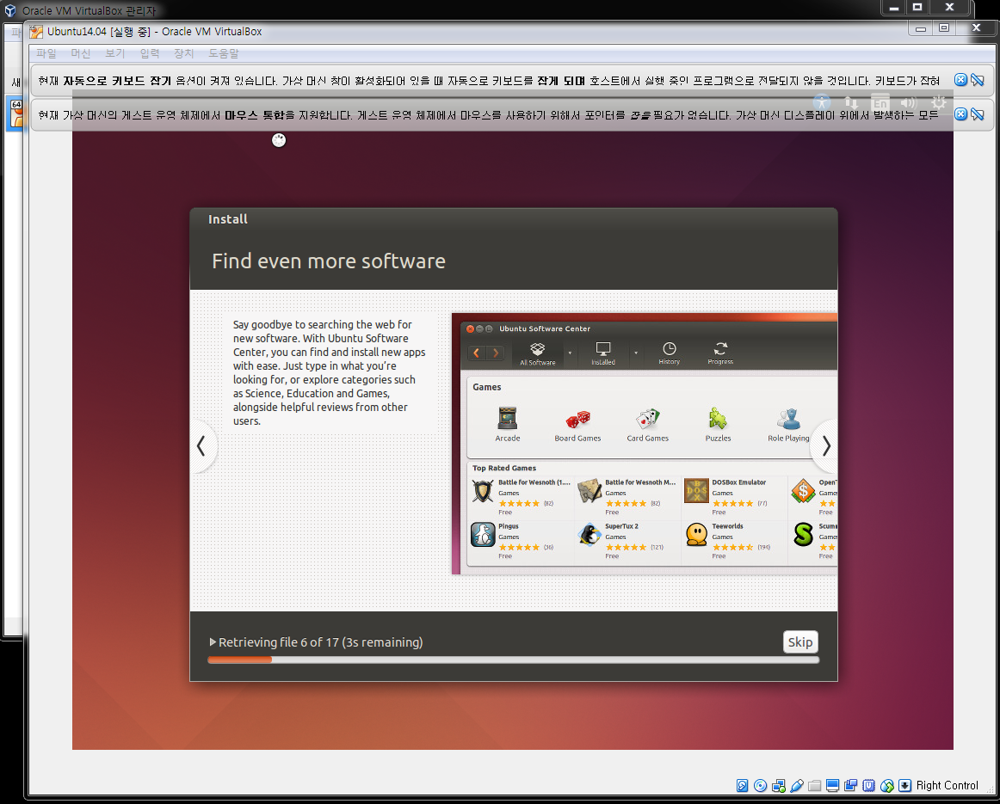 Oracle VM VirtualBox 관리자
Ubuntu14.04 [실행 중] - Oracle VM VirtualBox
파일 머신 보기 입력 장치 도움말
현재 자동으로 키보드 잡기 옵션이 켜져 있습니다. 가상 머신 창이 활성화되어 있을 때 자동으로 키보드를 잡게 되며 호스트에서 실행 중인 프로그램으로 전달되지 않을 것입니다. 키보드가 잡혀
현재 가상 머신의 게스트 운영 체제에서 마우스 통합을 지원합니다. 게스트 운영 체제에서 마우스를 사용하기 위해서 포인터를 잡을 필요가 없습니다. 가상 머신 디스플레이 위에서 발생하는 모든
새
64
En
Install
Find even more software
Say goodbye to searching the web for
new software. With Ubuntu Software
Center, you can find and install new apps
with ease. Just type in what you're
looking for, or explore categories such
as Science, Education and Games,
alongside helpful reviews from other
users.
Ubuntu Software Center
All Software Installed History Progress
Games
Arcade Board Games Card Games Puzzles Role Playing
Top Rated Games
Battle for Wesnoth (1.... Battle for Wesnoth M... DOSBox Emulator OpenT
Games Games Games Game
(82) (82) (77)
Free Free Free Free
Pingus SuperTux 2 Teeworlds Scumm
Games Games Games Game
(36) (121) (194)
Free Free Free Free
Retrieving file 6 of 17 (3s remaining)
Skip
Right Control